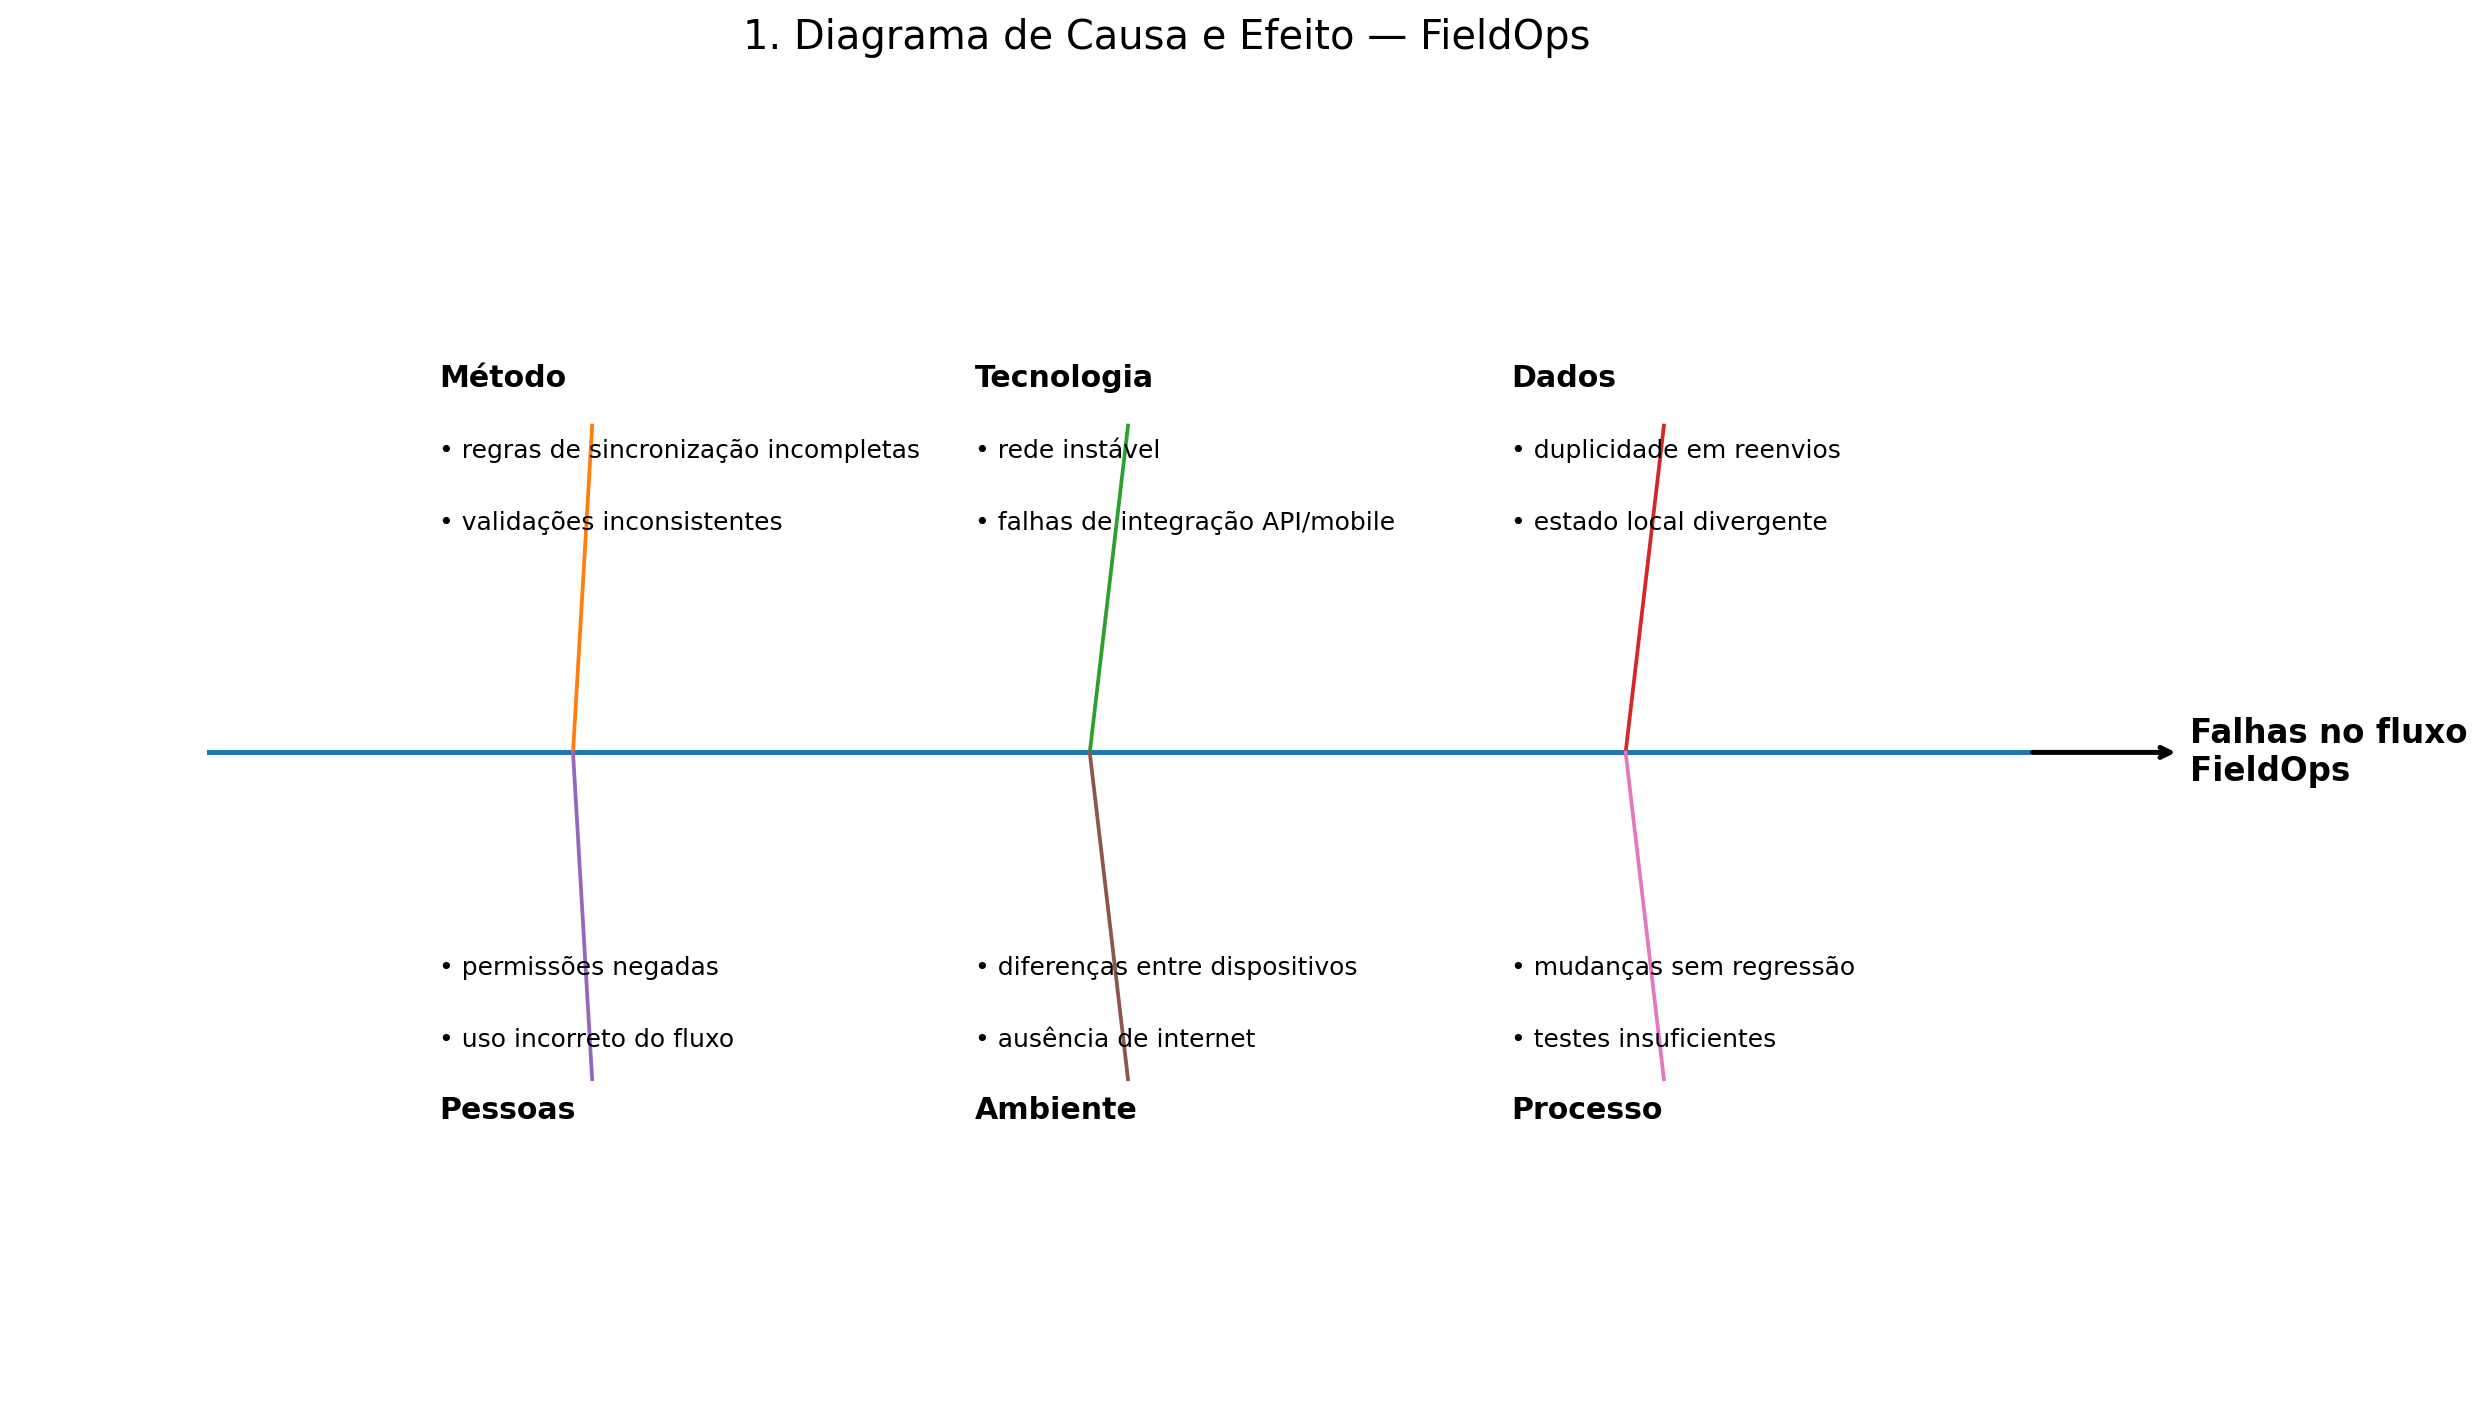 1. Diagrama de Causa e Efeito — FieldOps
Método
• regras de sincronização incompletas
• validações inconsistentes
Tecnologia
• rede instável
• falhas de integração API/mobile
Dados
• duplicidade em reenvios
• estado local divergente
Falhas no fluxo
FieldOps
• permissões negadas
• uso incorreto do fluxo
Pessoas
• diferenças entre dispositivos
• ausência de internet
Ambiente
• mudanças sem regressão
• testes insuficientes
Processo